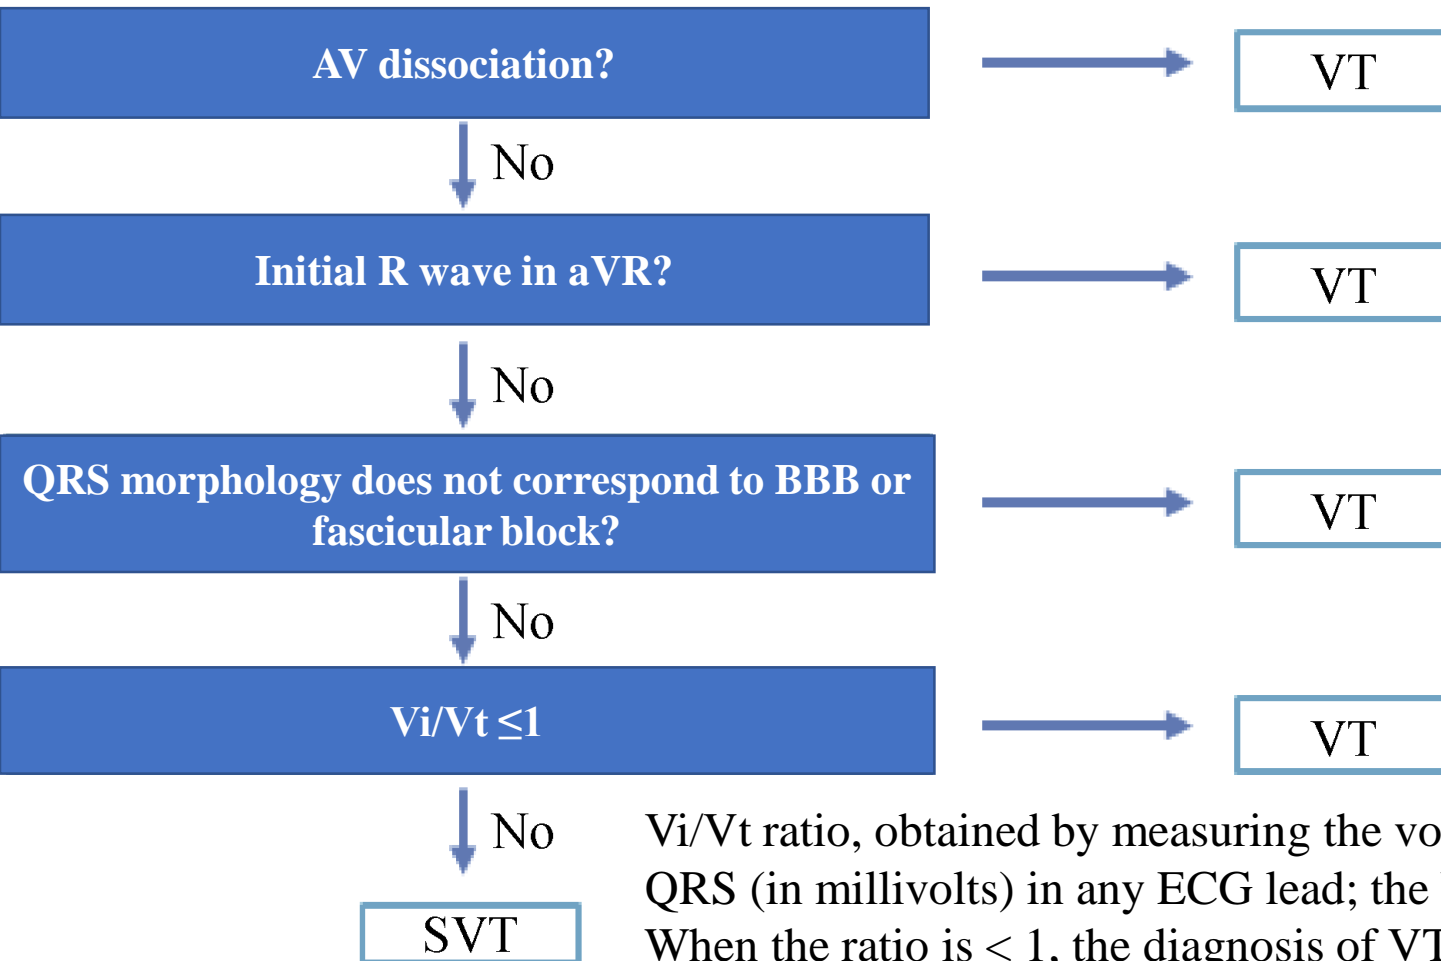 AV dissociation?
VT
No
Initial R wave in aVR?
VT
No
QRS morphology does not correspond to BBB or
fascicular block?
VT
No
Vi/Vt ≤1
VT
No
Vi/Vt ratio, obtained by measuring the
QRS (in millivolts) in any ECG lead; the
When the ratio is < 1, the diagnosis of VT
SVT